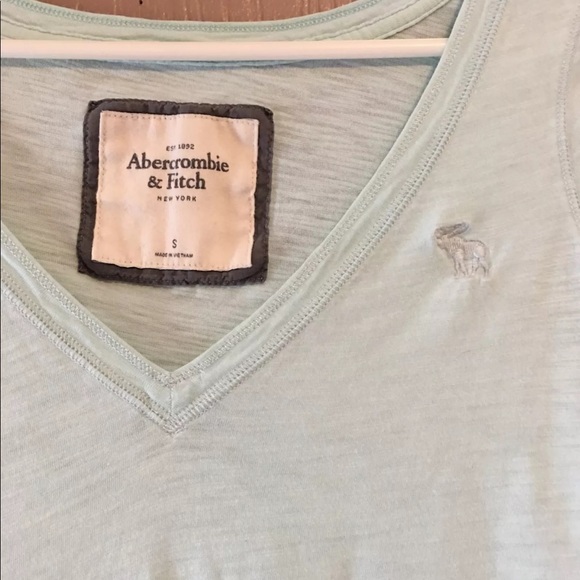 EST 1892
Abercrombie
& Fitch
NEW YORK
S
MADE IN VIETNAM